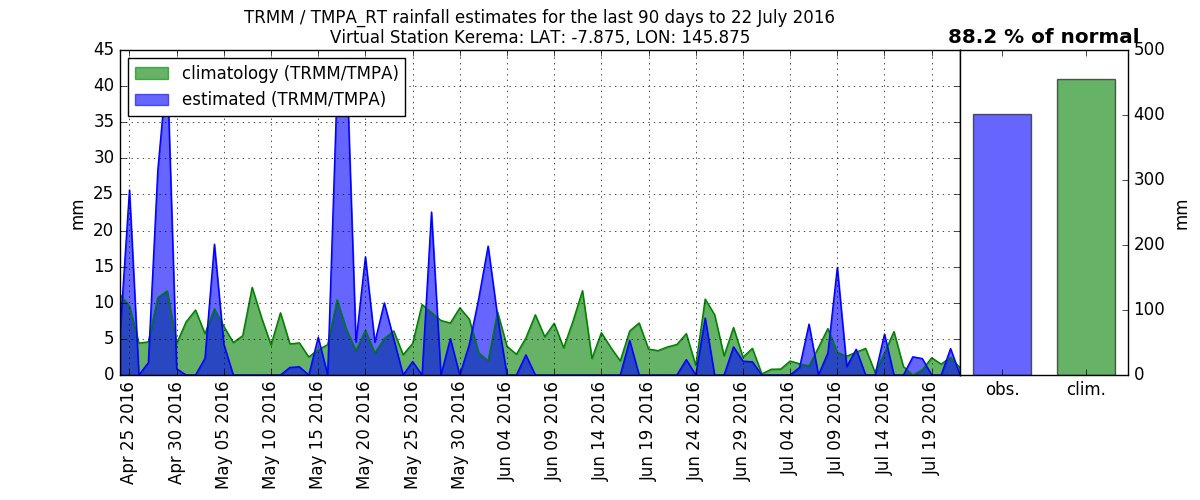 TRMM / TMPA_RT rainfall estimates for the last 90 days to 22 July 2016
Virtual Station Kerema: LAT: -7.875, LON: 145.875
88.2 % of normal
climatology (TRMM/TMPA)
estimated (TRMM/TMPA)
45
40
35
30
25
20
15
10
5
0
mm
Apr 25 2016
Apr 30 2016
May 05 2016
May 10 2016
May 15 2016
May 20 2016
May 25 2016
May 30 2016
Jun 04 2016
Jun 09 2016
Jun 14 2016
Jun 19 2016
Jun 24 2016
Jun 29 2016
Jul 04 2016
Jul 09 2016
Jul 14 2016
Jul 19 2016
500
400
300
200
100
0
mm
obs.
clim.